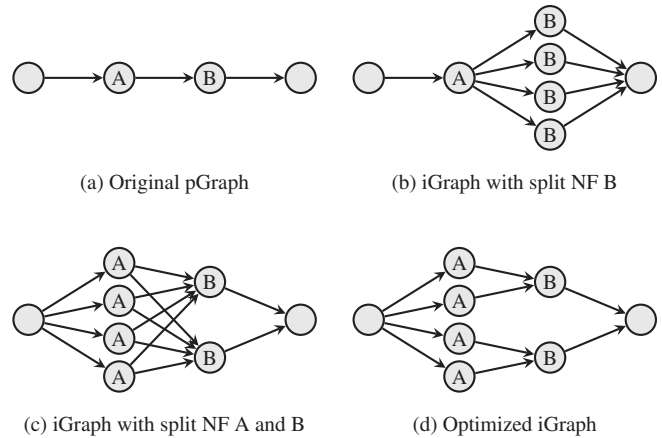 A
B
(a) Original pGraph
A
B
B
B
B
(b) iGraph with split NF B
A
A
A
A
B
B
(c) iGraph with split NF A and B
A
A
A
A
B
B
(d) Optimized iGraph